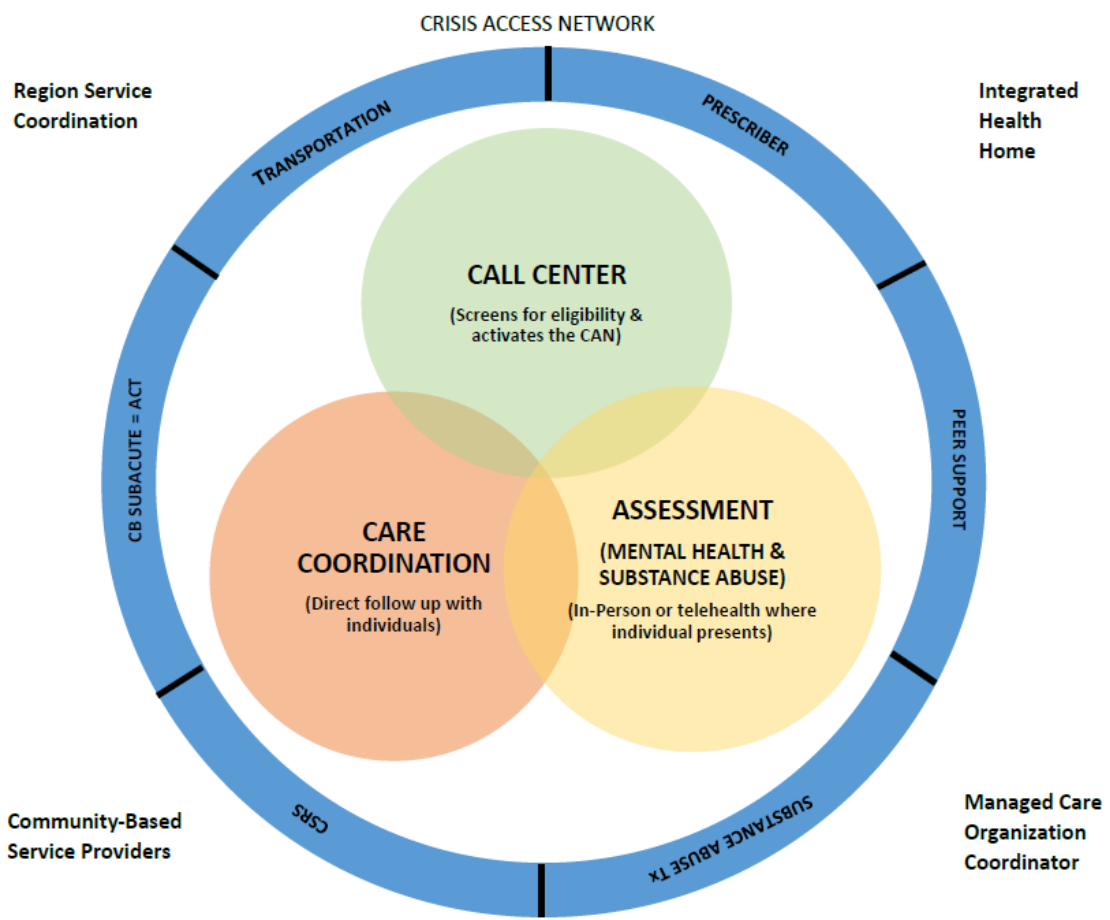 CRISIS ACCESS NETWORK
Region Service
Coordination
Integrated
Health
Home
TRANSPORTATION
PRESCRIBER
CALL CENTER
(Screens for eligibility &
activates the CAN)
CB SUBACUTE = ACT
PEER SUPPORT
CARE
COORDINATION
(Direct follow up with
individuals)
ASSESSMENT
(MENTAL HEALTH &
SUBSTANCE ABUSE)
(In-Person or telehealth where
individual presents)
CSRS
SUBSTANCE ABUSE Tx
Community-Based
Service Providers
Managed Care
Organization
Coordinator